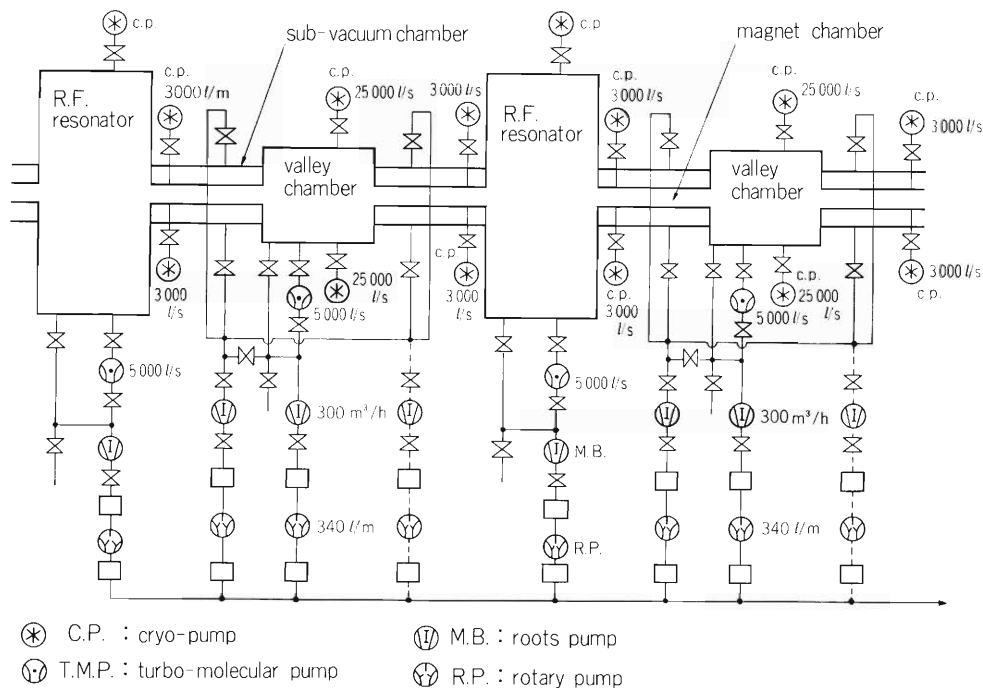 c.p.
c.p.
sub-vacuum chamber
magnet chamber
R.F.
resonator
c.p.
3000 l/m
c.p.
25 000 l/s
c.p.
3 000 l/s
R.F.
resonator
c.p.
3 000
l/s
c.p.
25 000 l/s
c.p.
3 000 l/s
valley
chamber
valley
chamber
3 000
l/s
5 000 l/s
25 000
l/s
c.p.
3 000
l/s
c.p.
3 000
l/s
5 000 l/s
c.p.
25 000
l/s
3 000 l/s
c.p.
5 000 l/s
5 000 l/s
300 m³/h
300 m³/h
M.B.
340 l/m
340 l/m
R.P.
C.P. : cryo-pump
M.B. : roots pump
T.M.P. : turbo-molecular pump
R.P. : rotary pump